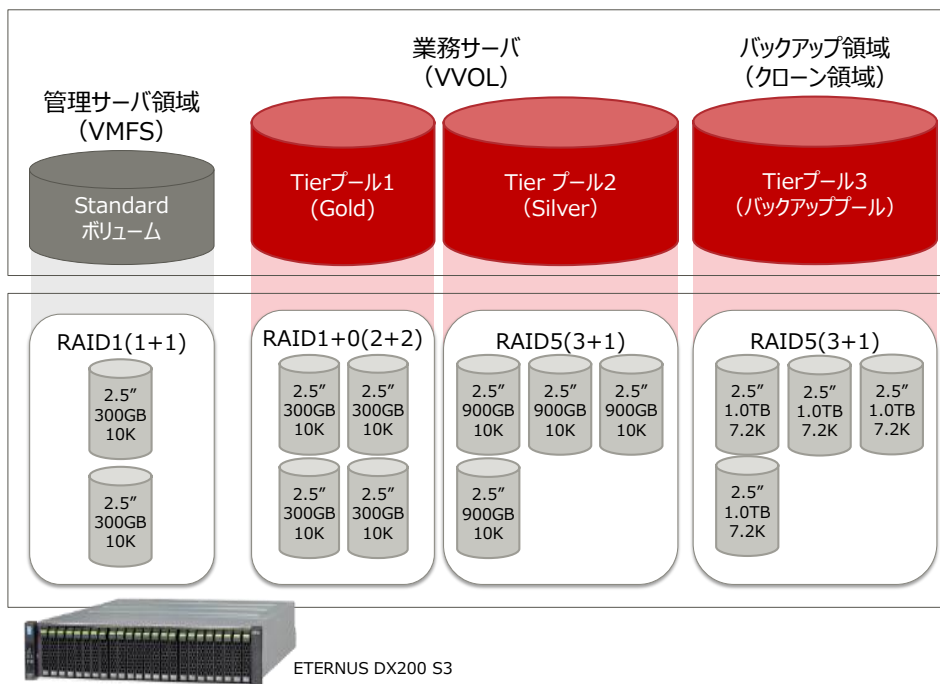 管理サーバ領域
（VMFS）
業務サーバ
（VVOL）
バックアップ領域
（クローン領域）
Standard
ボリューム
Tierプール1
(Gold)
Tier プール2
（Silver）
Tierプール3
（バックアッププール）
RAID1(1+1)
2.5”
300GB
10K
2.5”
300GB
10K
RAID1+0(2+2)
2.5”
300GB
10K
2.5”
300GB
10K
2.5”
300GB
10K
2.5”
300GB
10K
RAID5(3+1)
2.5”
900GB
10K
2.5”
900GB
10K
2.5”
900GB
10K
2.5”
900GB
10K
RAID5(3+1)
2.5”
1.0TB
7.2K
2.5”
1.0TB
7.2K
2.5”
1.0TB
7.2K
2.5”
1.0TB
7.2K
ETERNUS DX200 S3